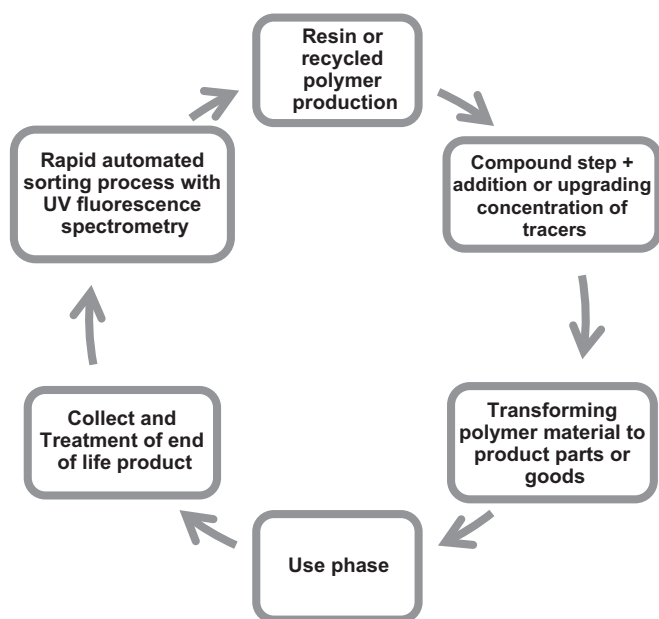 Resin or
recycled
polymer
production
Compound step +
addition or upgrading
concentration of
tracers
Transforming
polymer material to
product parts or
goods
Use phase
Collect and
Treatment of end
of life product
Rapid automated
sorting process with
UV fluorescence
spectrometry